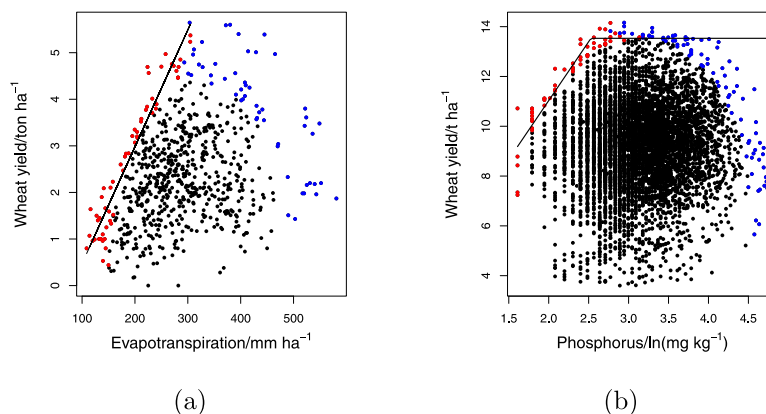 Wheat yield/ton ha⁻¹
5
4
3
2
1
0
100 200 300 400 500
Evapotranspiration/mm ha⁻¹
(a)
Wheat yield/t ha⁻¹
14
12
10
8
6
4
1.5 2.0 2.5 3.0 3.5 4.0 4.5
Phosphorus/ln(mg kg⁻¹)
(b)